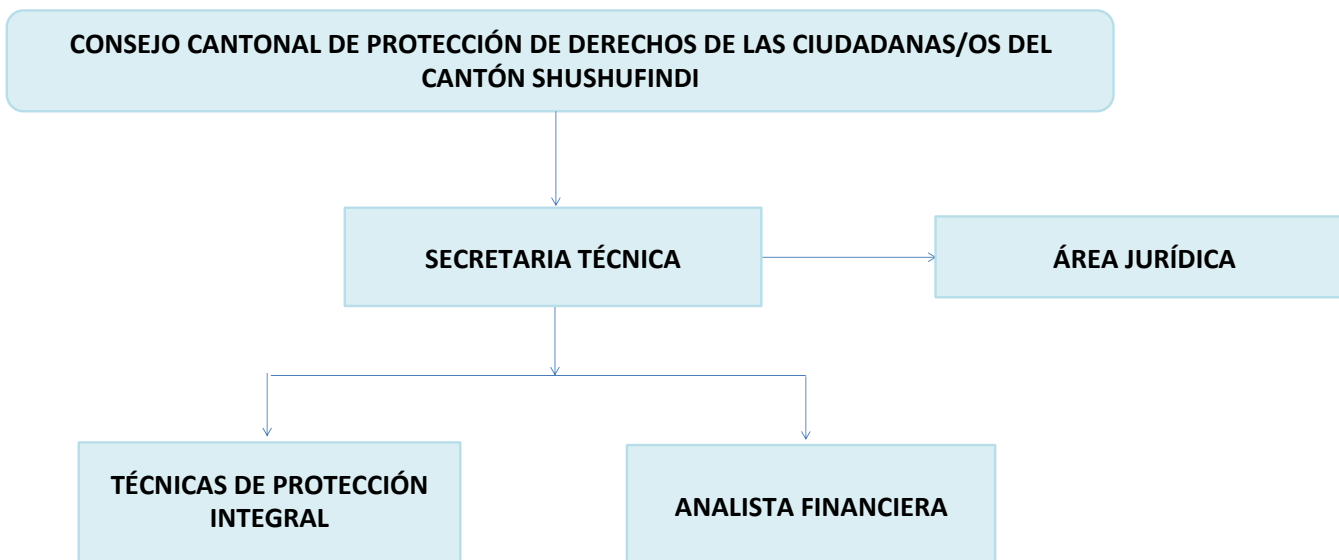 CONSEJO CANTONAL DE PROTECCIÓN DE DERECHOS DE LAS CIUDADANAS/OS DEL
CANTÓN SHUSHUFINDI
SECRETARIA TÉCNICA
ÁREA JURÍDICA
TÉCNICAS DE PROTECCIÓN
INTEGRAL
ANALISTA FINANCIERA